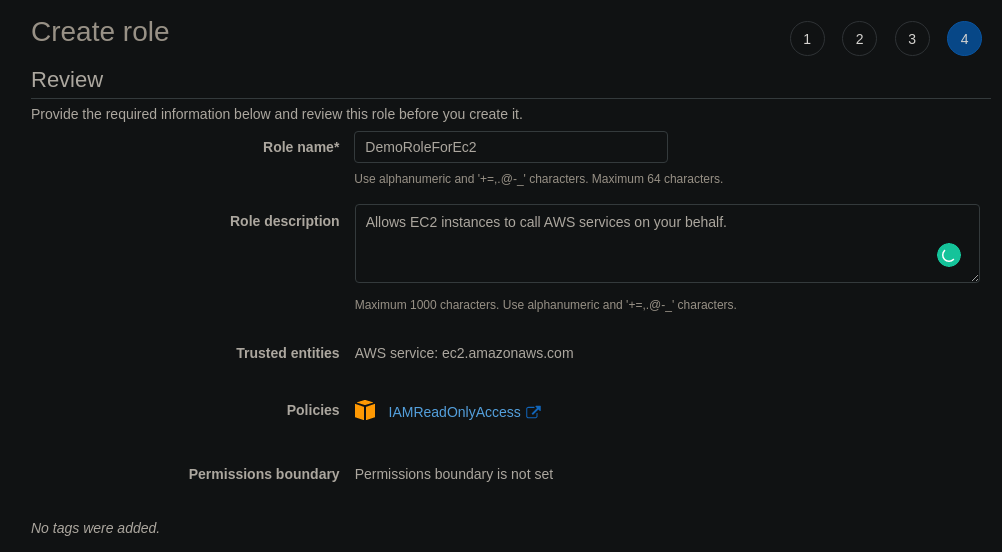 Create role
1 2 3 4
Review
Provide the required information below and review this role before you create it.
Role name* DemoRoleForEc2
Use alphanumeric and '+=,.@-_' characters. Maximum 64 characters.
Role description Allows EC2 instances to call AWS services on your behalf.
Maximum 1000 characters. Use alphanumeric and '+=,.@-_' characters.
Trusted entities AWS service: ec2.amazonaws.com
Policies IAMReadOnlyAccess
Permissions boundary Permissions boundary is not set
No tags were added.